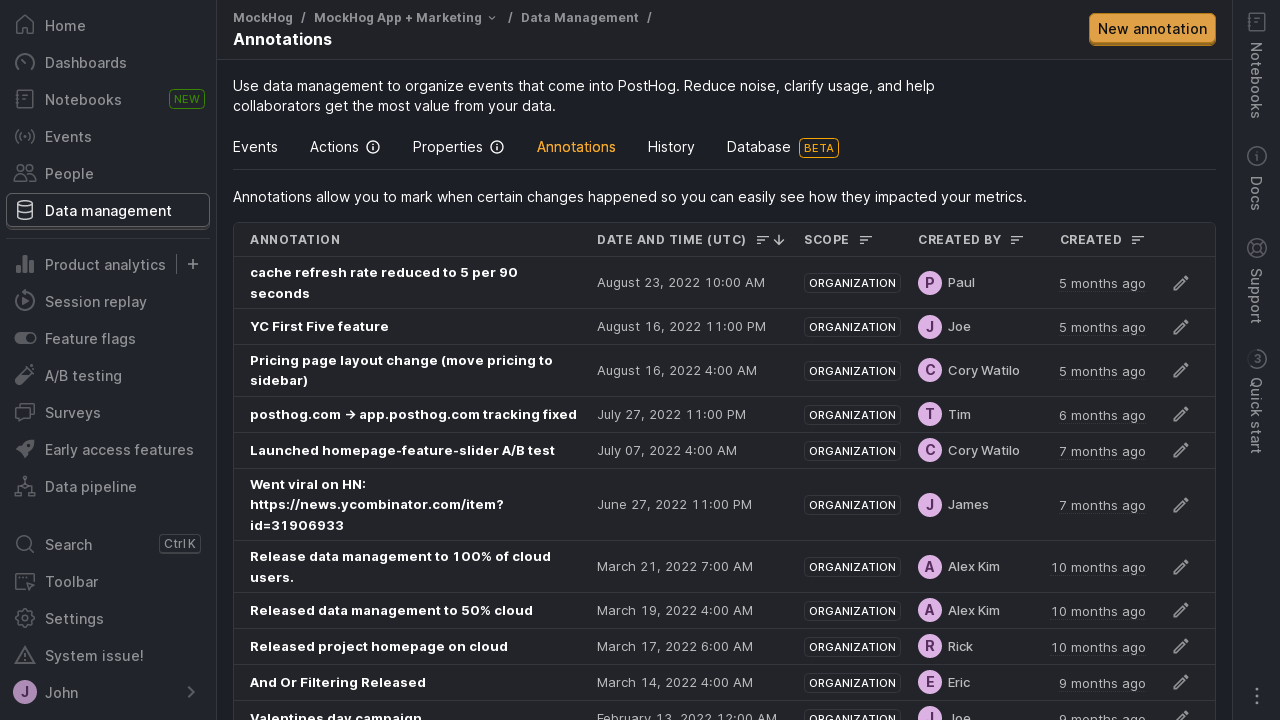 Home
Dashboards
Notebooks NEW
Events
People
Data management
Product analytics
Session replay
Feature flags
A/B testing
Surveys
Early access features
Data pipeline
Search Ctrl K
Toolbar
Settings
System issue!
J John
MockHog / MockHog App + Marketing / Data Management /
Annotations
New annotation
Use data management to organize events that come into PostHog. Reduce noise, clarify usage, and help
collaborators get the most value from your data.
Events Actions Properties Annotations History Database BETA
Annotations allow you to mark when certain changes happened so you can easily see how they impacted your metrics.
ANNOTATION DATE AND TIME (UTC) SCOPE CREATED BY CREATED
cache refresh rate reduced to 5 per 90
seconds
August 23, 2022 10:00 AM ORGANIZATION P Paul 5 months ago
YC First Five feature August 16, 2022 11:00 PM ORGANIZATION J Joe 5 months ago
Pricing page layout change (move pricing to
sidebar)
August 16, 2022 4:00 AM ORGANIZATION C Cory Watilo 5 months ago
posthog.com → app.posthog.com tracking fixed July 27, 2022 11:00 PM ORGANIZATION T Tim 6 months ago
Launched homepage-feature-slider A/B test July 07, 2022 4:00 AM ORGANIZATION C Cory Watilo 7 months ago
Went viral on HN:
https://news.ycombinator.com/item?
id=31906933
June 27, 2022 11:00 PM ORGANIZATION J James 7 months ago
Release data management to 100% of cloud
users.
March 21, 2022 7:00 AM ORGANIZATION A Alex Kim 10 months ago
Released data management to 50% cloud March 19, 2022 4:00 AM ORGANIZATION A Alex Kim 10 months ago
Released project homepage on cloud March 17, 2022 6:00 AM ORGANIZATION R Rick 10 months ago
And Or Filtering Released March 14, 2022 4:00 AM ORGANIZATION E Eric 9 months ago
Valentines day campaign February 13, 2022 12:00 AM ORGANIZATION J Joe 9 months ago
Notebooks
Docs
Support
3 Quick start